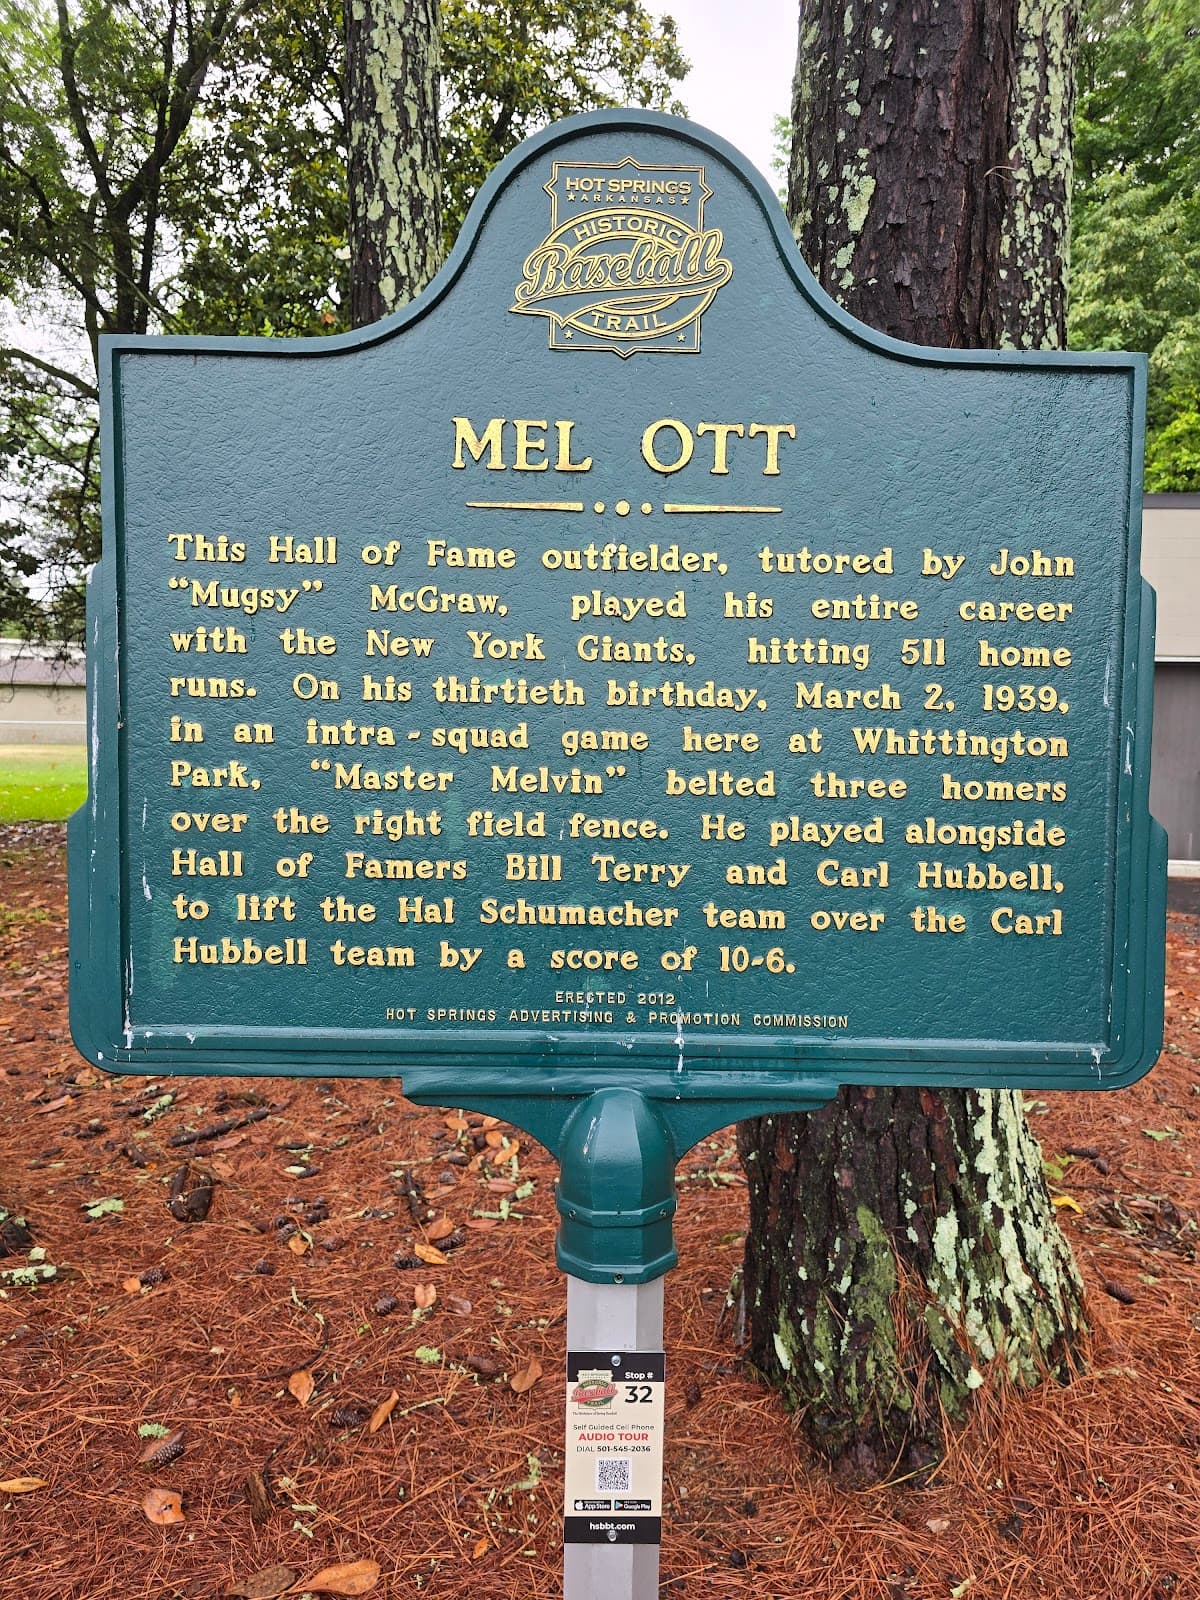 HOT SPRINGS
★ARKANSAS★
HISTORIC
Baseball
TRAIL
MEL OTT
This Hall of Fame outfielder, tutored by John
“Mugsy” McGraw, played his entire career
with the New York Giants, hitting 511 home
runs. On his thirtieth birthday, March 2, 1939,
in an intra-squad game here at Whittington
Park, “Master Melvin” belted three homers
over the right field fence. He played alongside
Hall of Famers Bill Terry and Carl Hubbell,
to lift the Hal Schumacher team over the Carl
Hubbell team by a score of 10-6.
ERECTED 2012
HOT SPRINGS ADVERTISING & PROMOTION COMMISSION
Stop #
32
Baseball
Self Guided Cell Phone
AUDIO TOUR
DIAL 501-545-2036
App Store Google Play
hsbbt.com